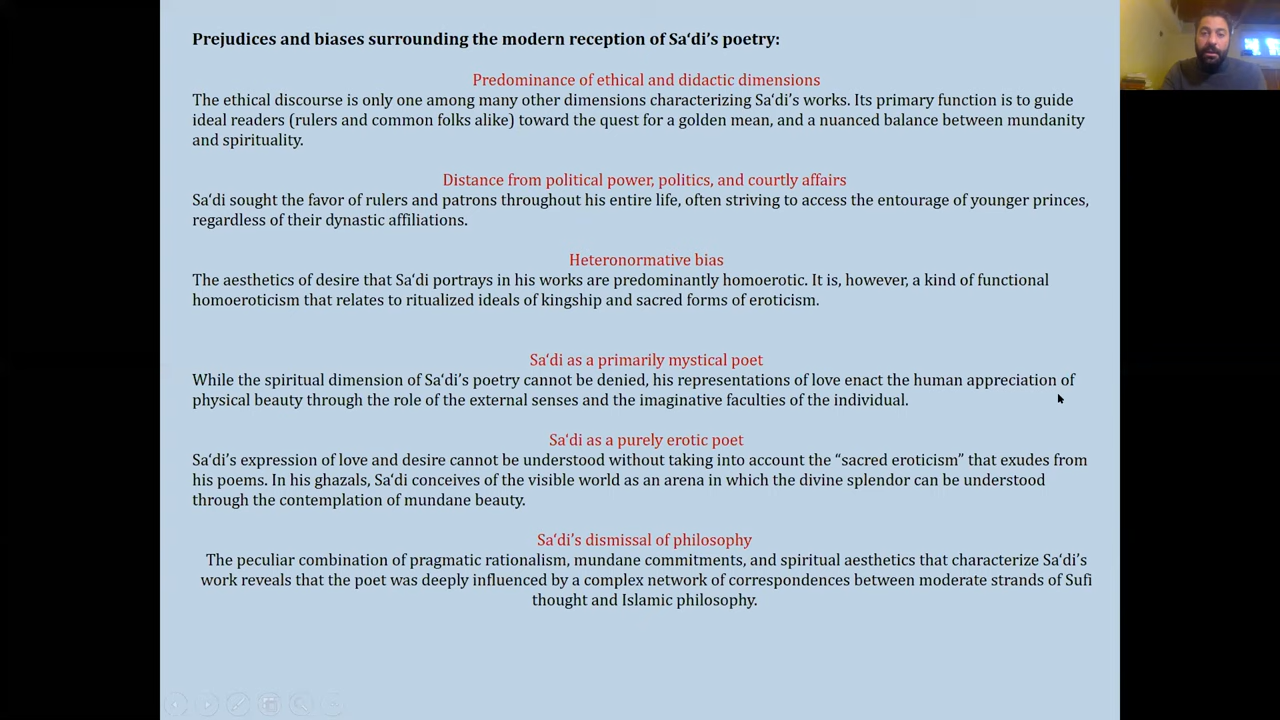 Prejudices and biases surrounding the modern reception of Sa‘di’s poetry:
Predominance of ethical and didactic dimensions
The ethical discourse is only one among many other dimensions characterizing Sa‘di’s works. Its primary function is to guide
ideal readers (rulers and common folks alike) toward the quest for a golden mean, and a nuanced balance between mundanity
and spirituality.
Distance from political power, politics, and courtly affairs
Sa‘di sought the favor of rulers and patrons throughout his entire life, often striving to access the entourage of younger princes,
regardless of their dynastic affiliations.
Heteronormative bias
The aesthetics of desire that Sa‘di portrays in his works are predominantly homoerotic. It is, however, a kind of functional
homoeroticism that relates to ritualized ideals of kingship and sacred forms of eroticism.
Sa‘di as a primarily mystical poet
While the spiritual dimension of Sa‘di’s poetry cannot be denied, his representations of love enact the human appreciation of
physical beauty through the role of the external senses and the imaginative faculties of the individual.
Sa‘di as a purely erotic poet
Sa‘di’s expression of love and desire cannot be understood without taking into account the “sacred eroticism” that exudes from
his poems. In his ghazals, Sa‘di conceives of the visible world as an arena in which the divine splendor can be understood
through the contemplation of mundane beauty.
Sa‘di’s dismissal of philosophy
The peculiar combination of pragmatic rationalism, mundane commitments, and spiritual aesthetics that characterize Sa‘di’s
work reveals that the poet was deeply influenced by a complex network of correspondences between moderate strands of Sufi
thought and Islamic philosophy.